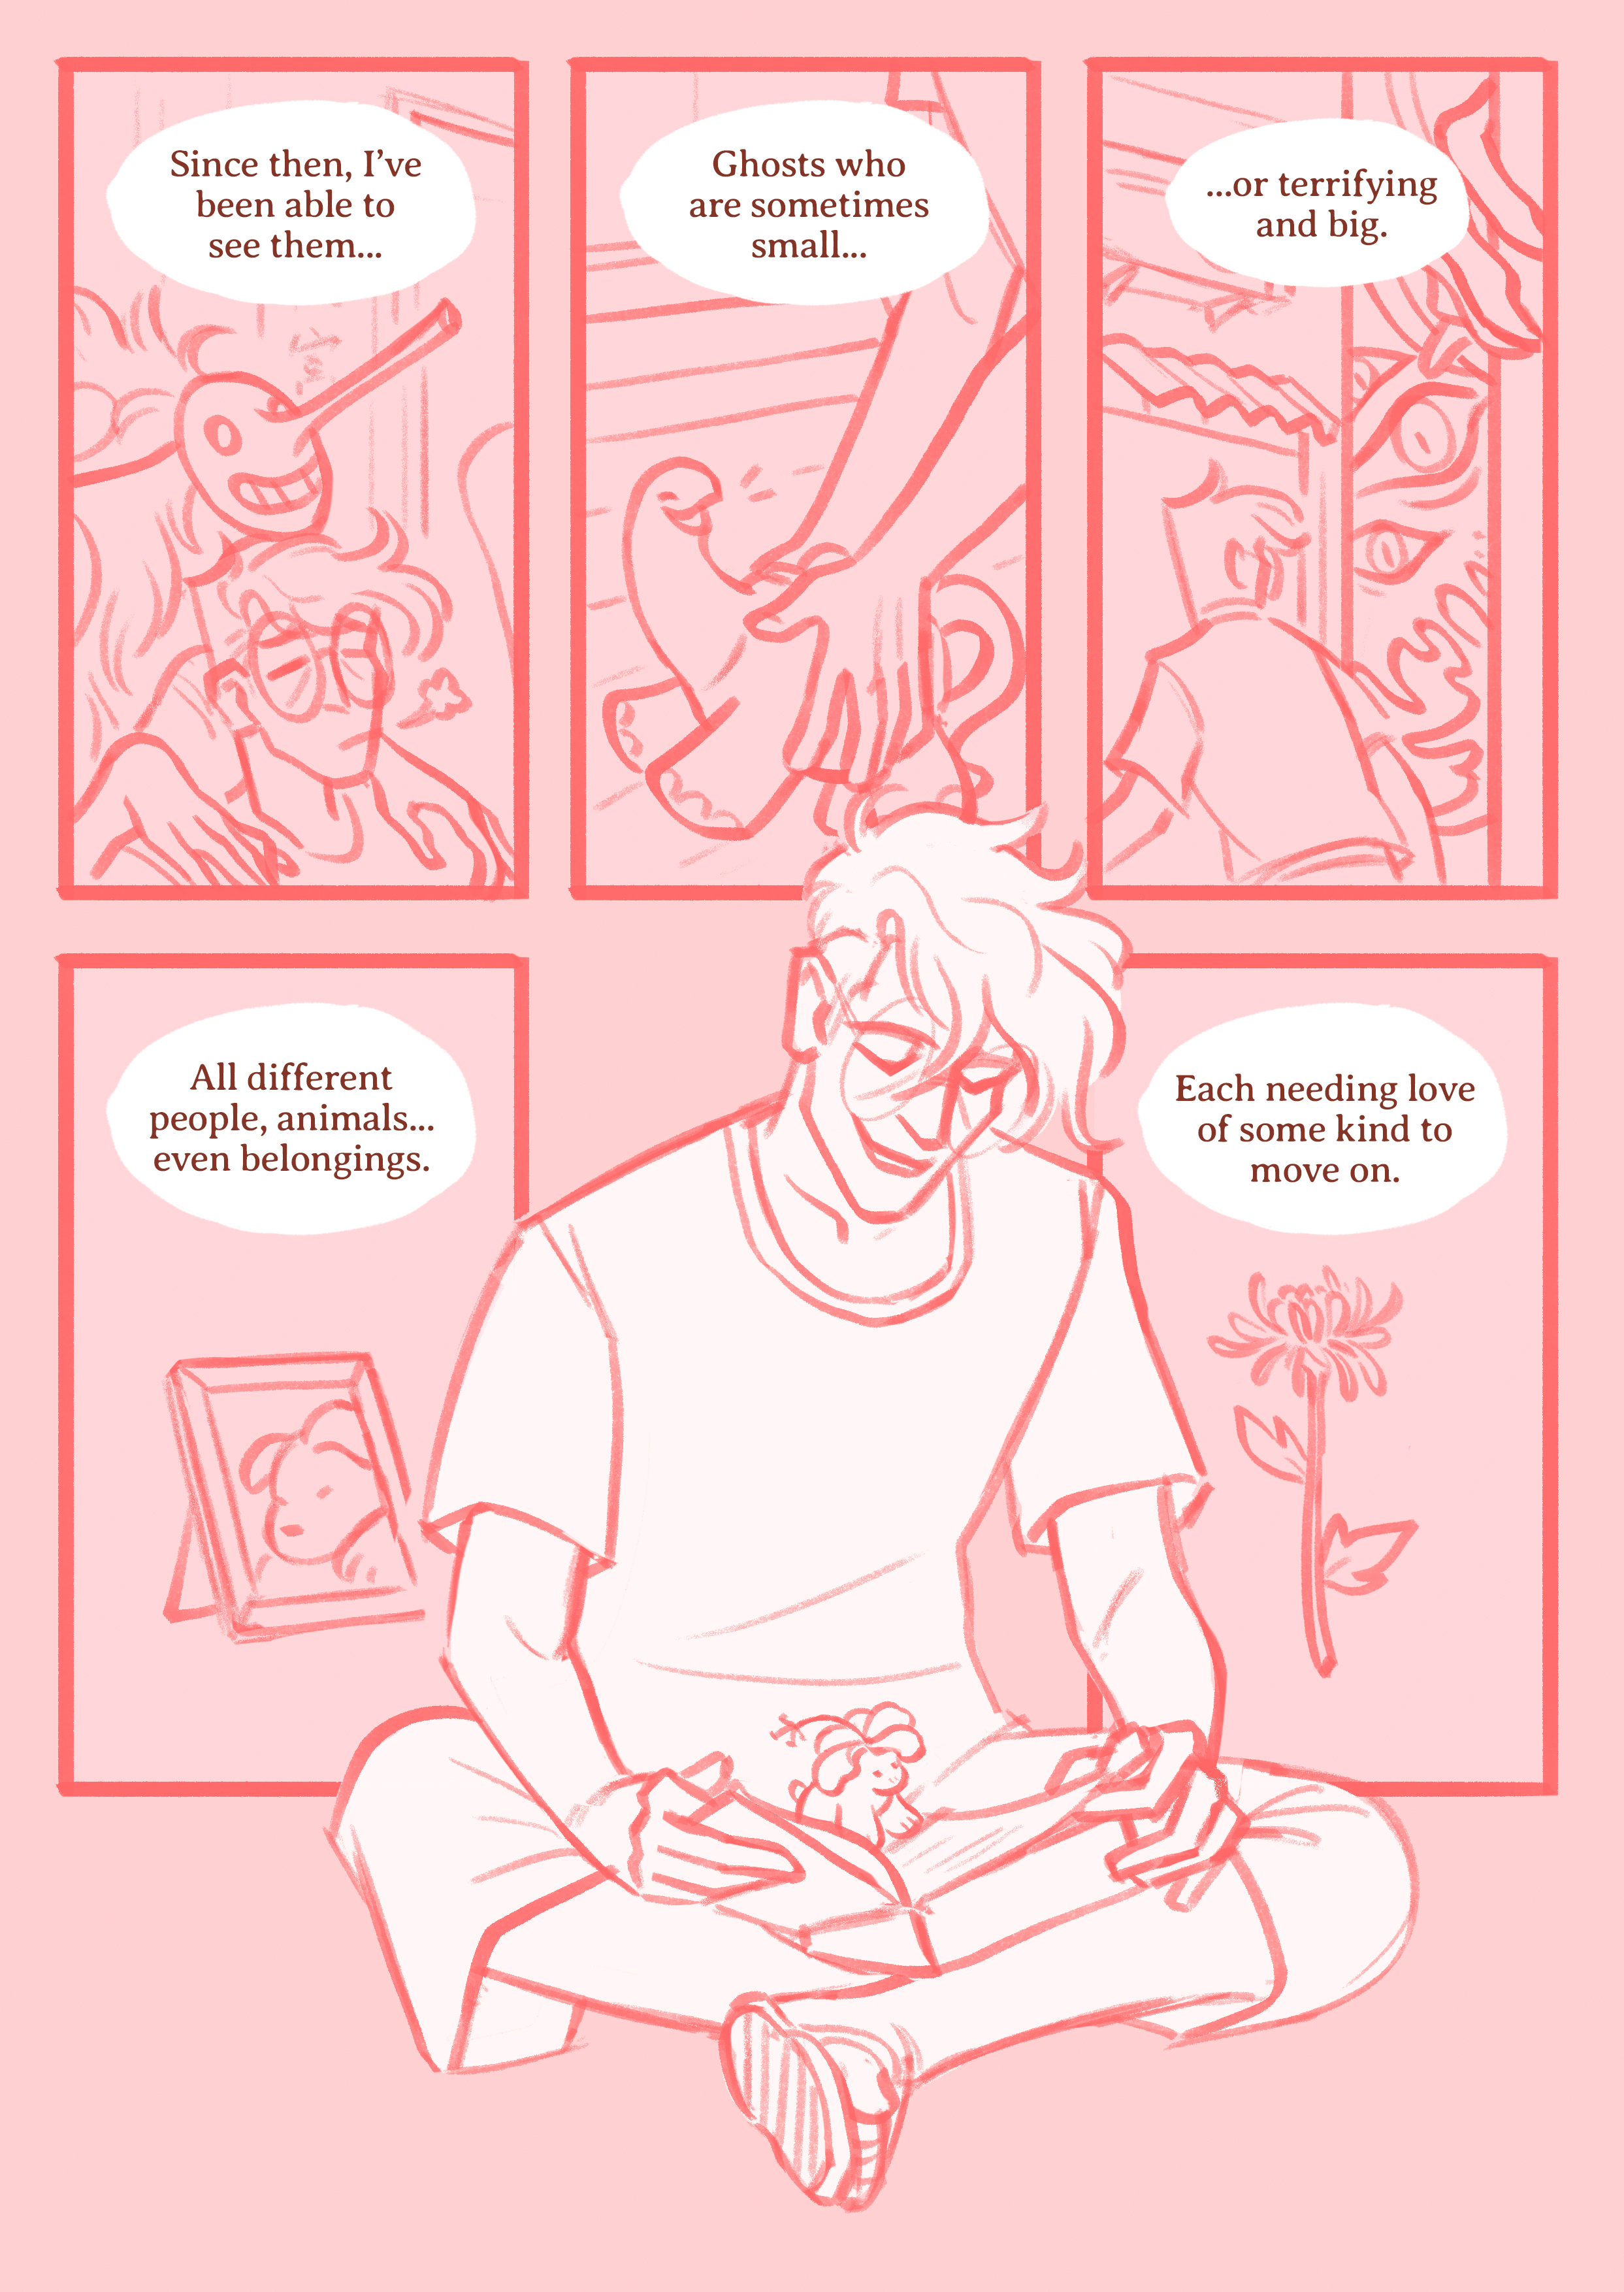 Since then, I’ve
been able to
see them...
Ghosts who
are sometimes
small...
...or terrifying
and big.
All different
people, animals...
even belongings.
Each needing love
of some kind to
move on.